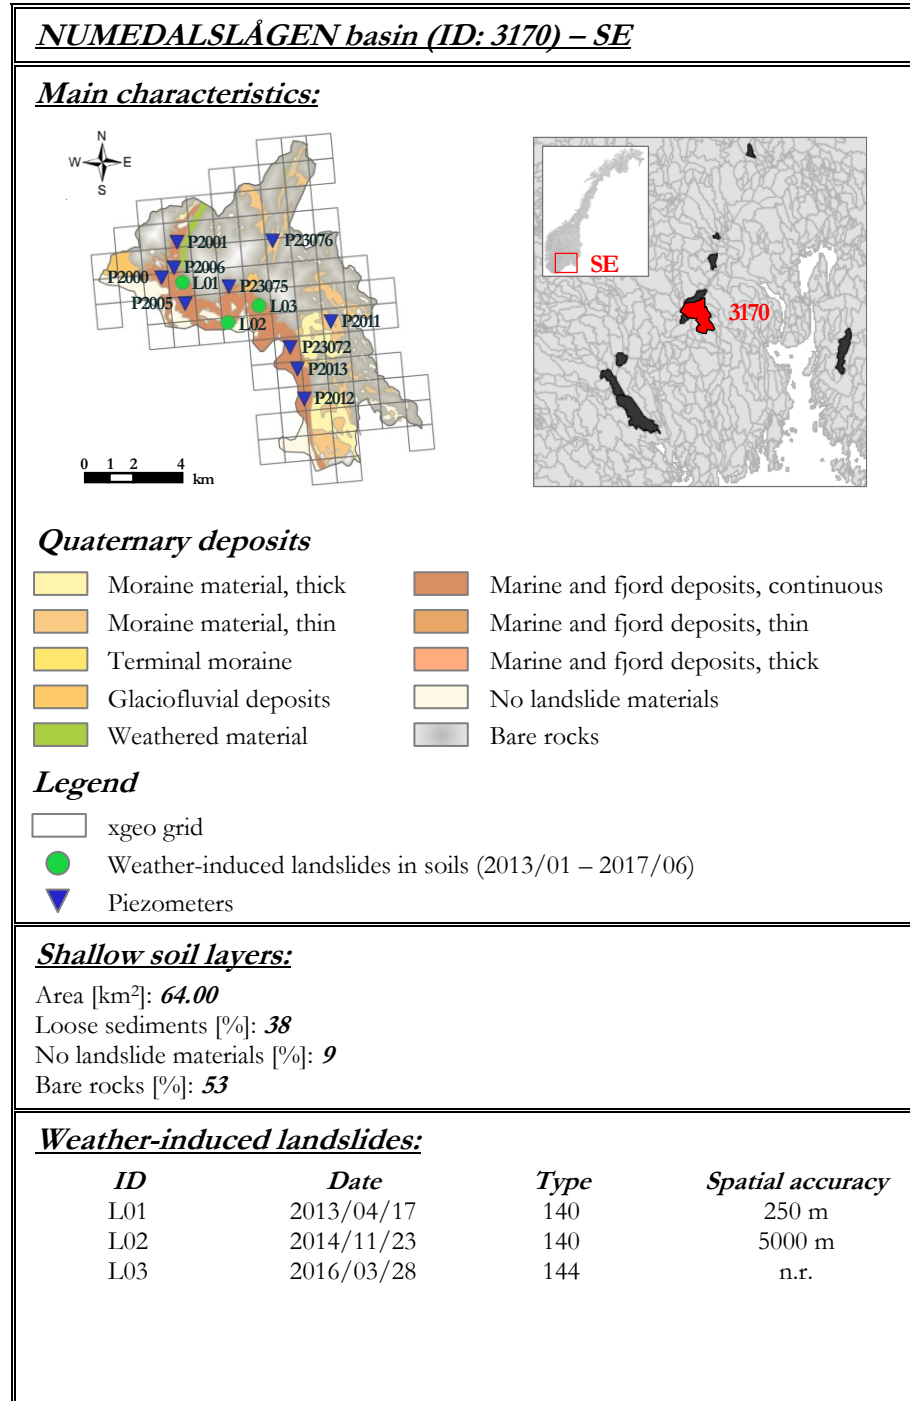 NUMEDALSLÅGEN basin (ID: 3170) – SE
Main characteristics:
N
W E
S
P2001
P23076
P2006
P2000
L01
P23075
P2005
L03
L02
P2011
P23072
P2013
P2012
0 1 2 4
km
SE
3170
Quaternary deposits
Moraine material, thick
Moraine material, thin
Terminal moraine
Glaciofluvial deposits
Weathered material
Marine and fjord deposits, continuous
Marine and fjord deposits, thin
Marine and fjord deposits, thick
No landslide materials
Bare rocks
Legend
xgeo grid
Weather-induced landslides in soils (2013/01 – 2017/06)
Piezometers
Shallow soil layers:
Area [km²]: 64.00
Loose sediments [%]: 38
No landslide materials [%]: 9
Bare rocks [%]: 53
Weather-induced landslides:
ID Date Type Spatial accuracy
L01 2013/04/17 140 250 m
L02 2014/11/23 140 5000 m
L03 2016/03/28 144 n.r.